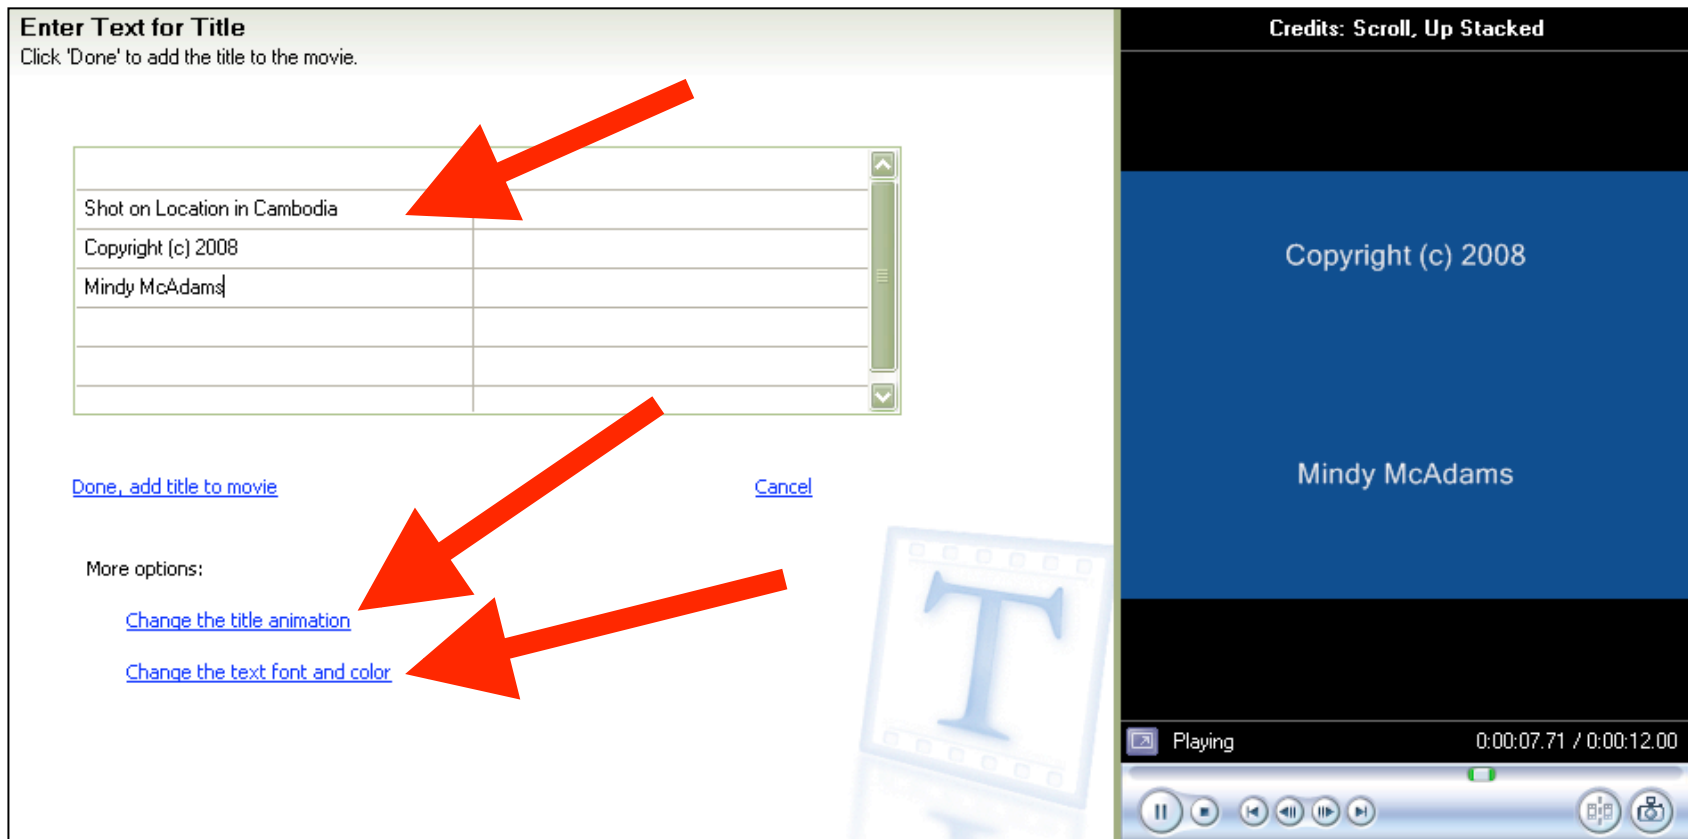 Enter Text for Title
Click 'Done' to add the title to the movie.
Shot on Location in Cambodia
Copyright (c) 2008
Mindy McAdams
Done, add title to movie
Cancel
More options:
Change the title animation
Change the text font and color
T
Credits: Scroll, Up Stacked
Copyright (c) 2008
Mindy McAdams
Playing
0:00:07.71 / 0:00:12.00